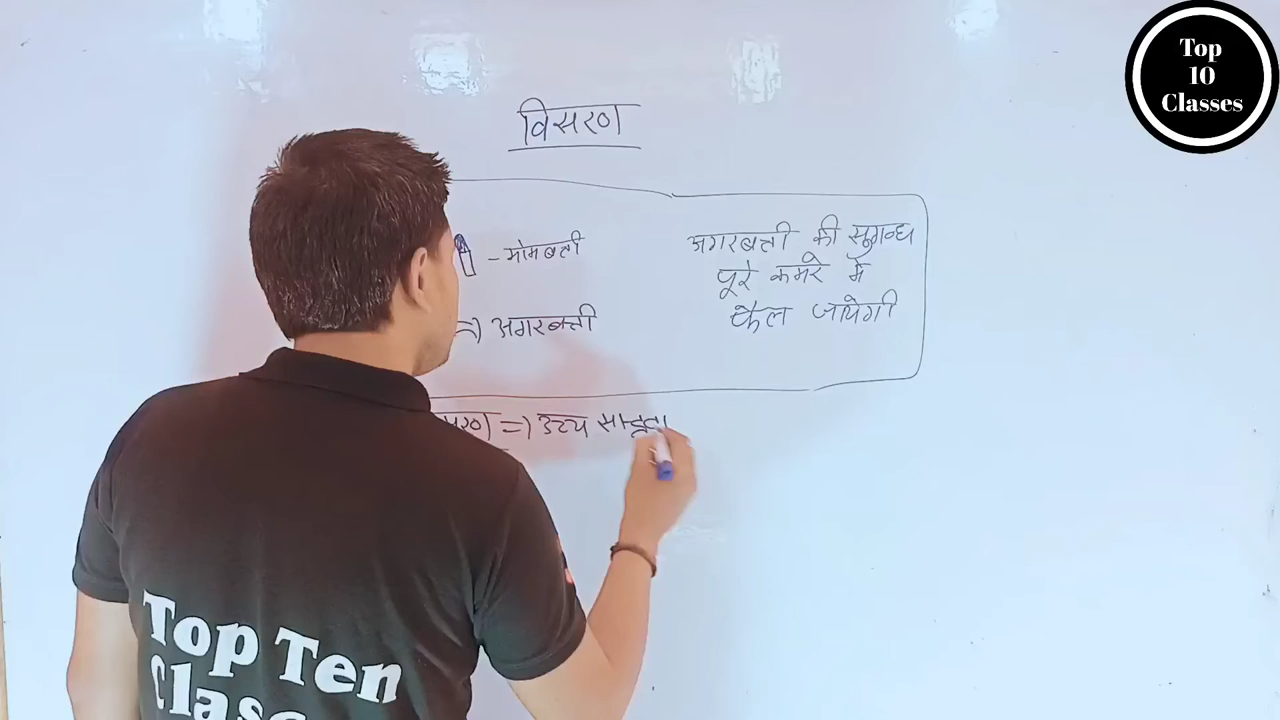 Top
10
Classes
विसरण
- मोमबत्ती
अगरबत्ती की सुगन्ध
पूरे कमरे में
फैल जायेगी
=) अगरबत्ती
=) उच्च सान्द्रता
Top Ten